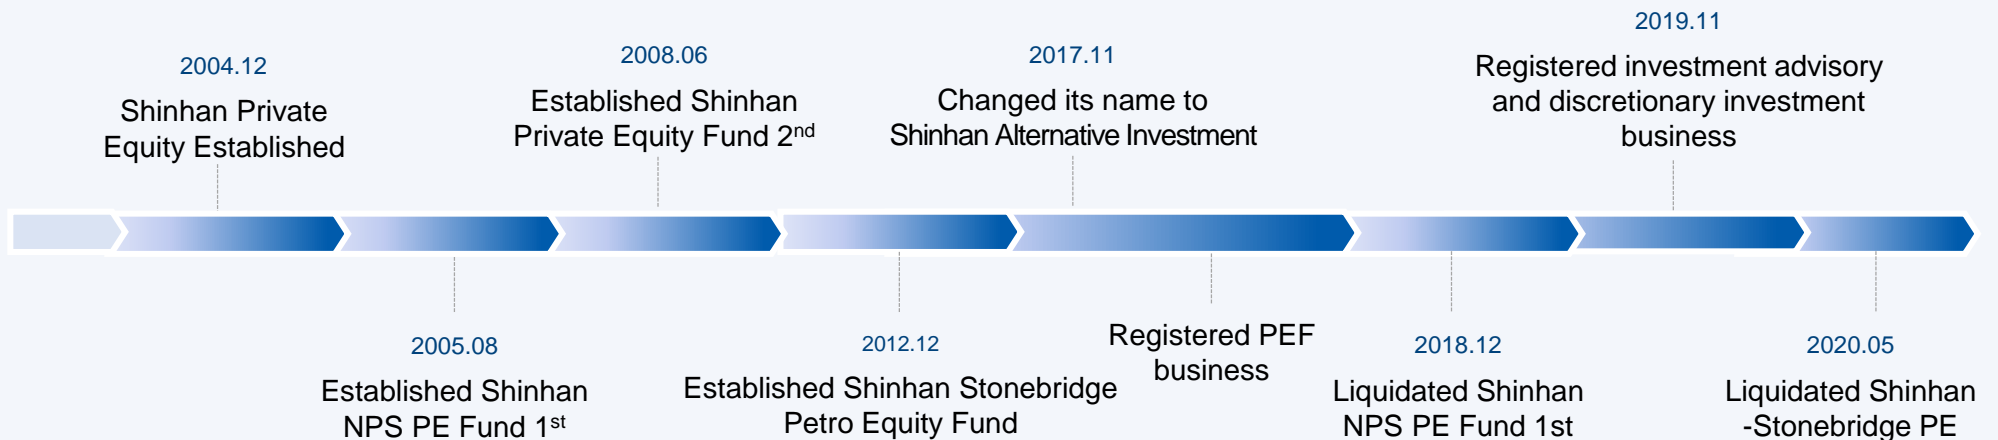 2004.12
Shinhan Private
Equity Established
2005.08
Established Shinhan
NPS PE Fund 1st
2008.06
Established Shinhan
Private Equity Fund 2nd
2012.12
Established Shinhan Stonebridge
Petro Equity Fund
2017.11
Changed its name to
Shinhan Alternative Investment
Registered PEF
business
2018.12
Liquidated Shinhan
NPS PE Fund 1st
2019.11
Registered investment advisory
and discretionary investment
business
2020.05
Liquidated Shinhan
-Stonebridge PE